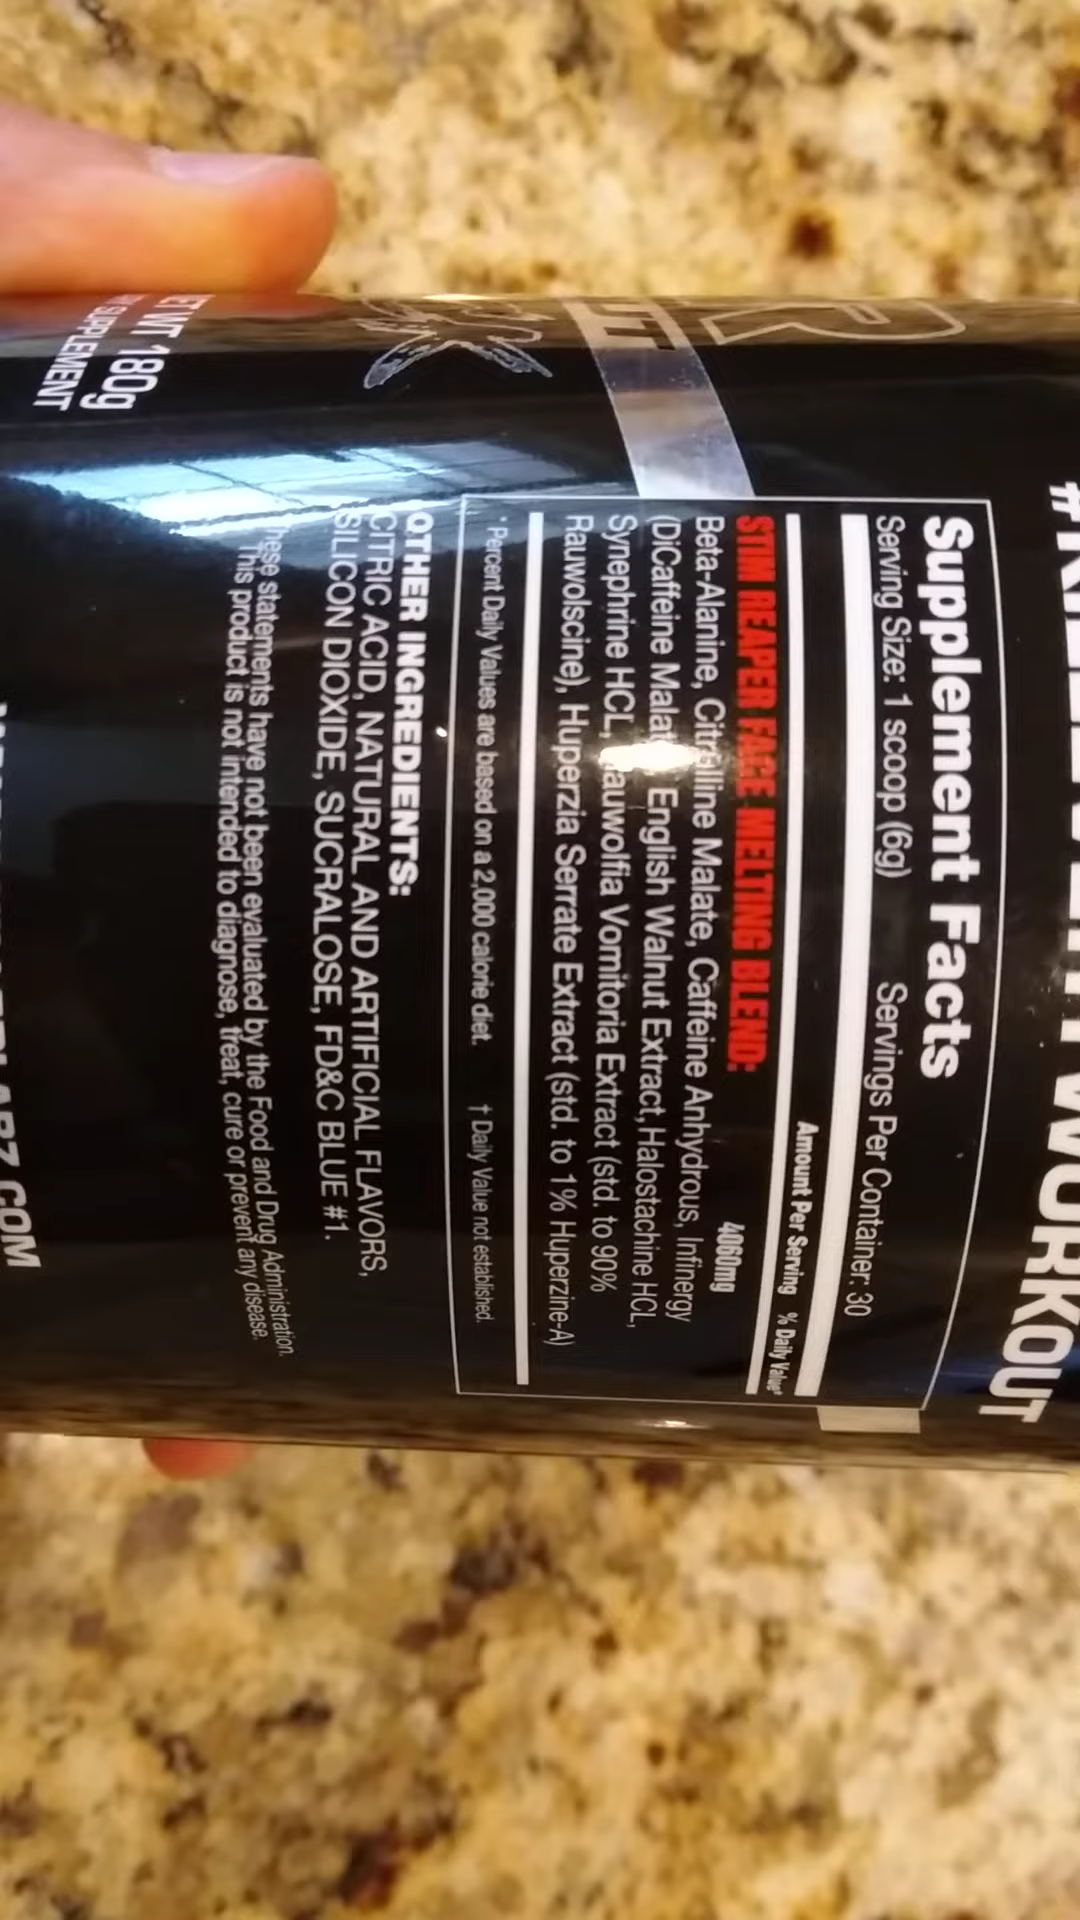 WORKOUT
Supplement Facts
Serving Size: 1 scoop (6g) Servings Per Container: 30
Amount Per Serving % Daily Value*
STIM REAPER FACE MELTING BLEND: 4060mg
Beta-Alanine, Citrulline Malate, Caffeine Anhydrous, Infinergy
(DiCaffeine Malate English Walnut Extract, Halostachine HCL,
Synephrine HCL, Rauwolfia Vomitoria Extract (std. to 90%
Rauwolscine), Huperzia Serrate Extract (std. to 1% Huperzine-A)
* Percent Daily Values are based on a 2,000 calorie diet. † Daily Value not established.
OTHER INGREDIENTS:
CITRIC ACID, NATURAL AND ARTIFICIAL FLAVORS,
SILICON DIOXIDE, SUCRALOSE, FD&C BLUE #1.
These statements have not been evaluated by the Food and Drug Administration.
This product is not intended to diagnose, treat, cure or prevent any disease.
WT 180g
SUPPLEMENT
.COM